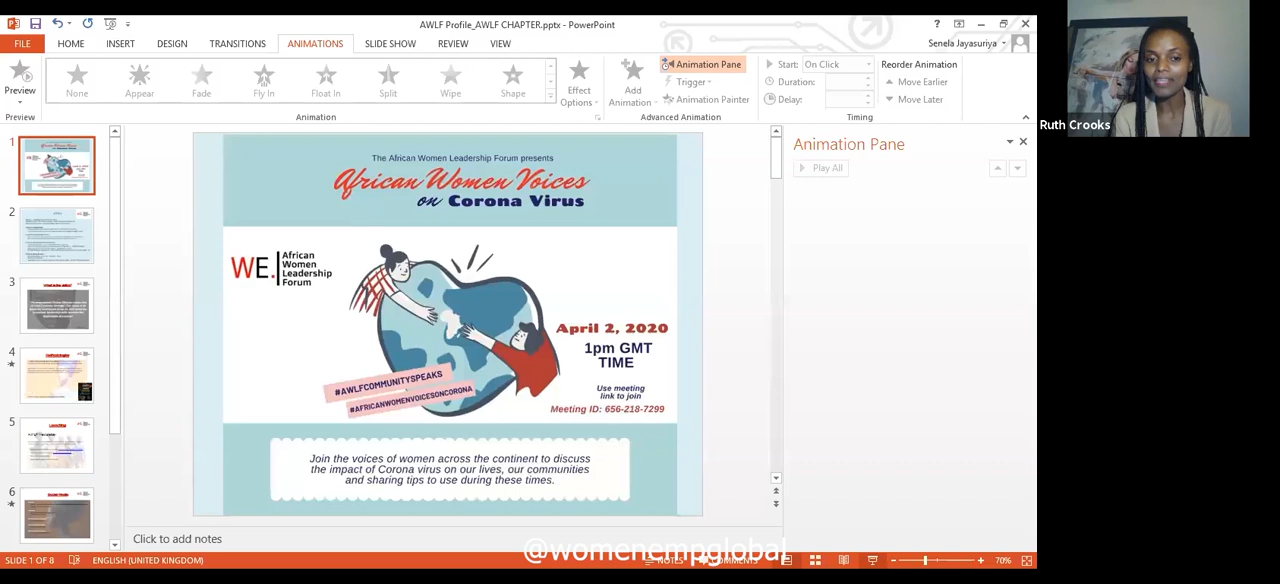 AWLF Profile_AWLF CHAPTER.pptx - PowerPoint
FILE
HOME
INSERT
DESIGN
TRANSITIONS
ANIMATIONS
SLIDE SHOW
REVIEW
VIEW
Senela Jayasuriya
Preview
None
Appear
Fade
Fly In
Float In
Split
Wipe
Shape
Effect
Options
Add
Animation
Animation Pane
Trigger
Animation Painter
Start:
On Click
Duration:
Delay:
Reorder Animation
Move Earlier
Move Later
Preview
Animation
Advanced Animation
Timing
Ruth Crooks
1
2
3
4
5
6
The African Women Leadership Forum presents
African Women Voices
on Corona Virus
WE.
African
Women
Leadership
Forum
April 2, 2020
1pm GMT
TIME
Use meeting
link to join
Meeting ID: 656-218-7299
#AWLFCOMMUNITYSPEAKS
#AFRICANWOMENVOICESONCORONA
Join the voices of women across the continent to discuss
the impact of Corona virus on our lives, our communities
and sharing tips to use during these times.
Animation Pane
Play All
Click to add notes
@womenempglobal
SLIDE 1 OF 8
ENGLISH (UNITED KINGDOM)
NOTES
COMMENTS
70%